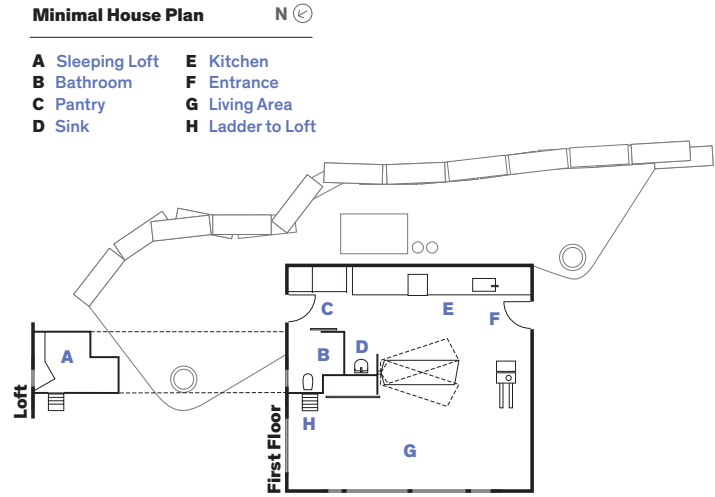 Minimal House Plan N
A Sleeping Loft
B Bathroom
C Pantry
D Sink
E Kitchen
F Entrance
G Living Area
H Ladder to Loft
C
E
F
A
B
D
Loft
H
First Floor
G